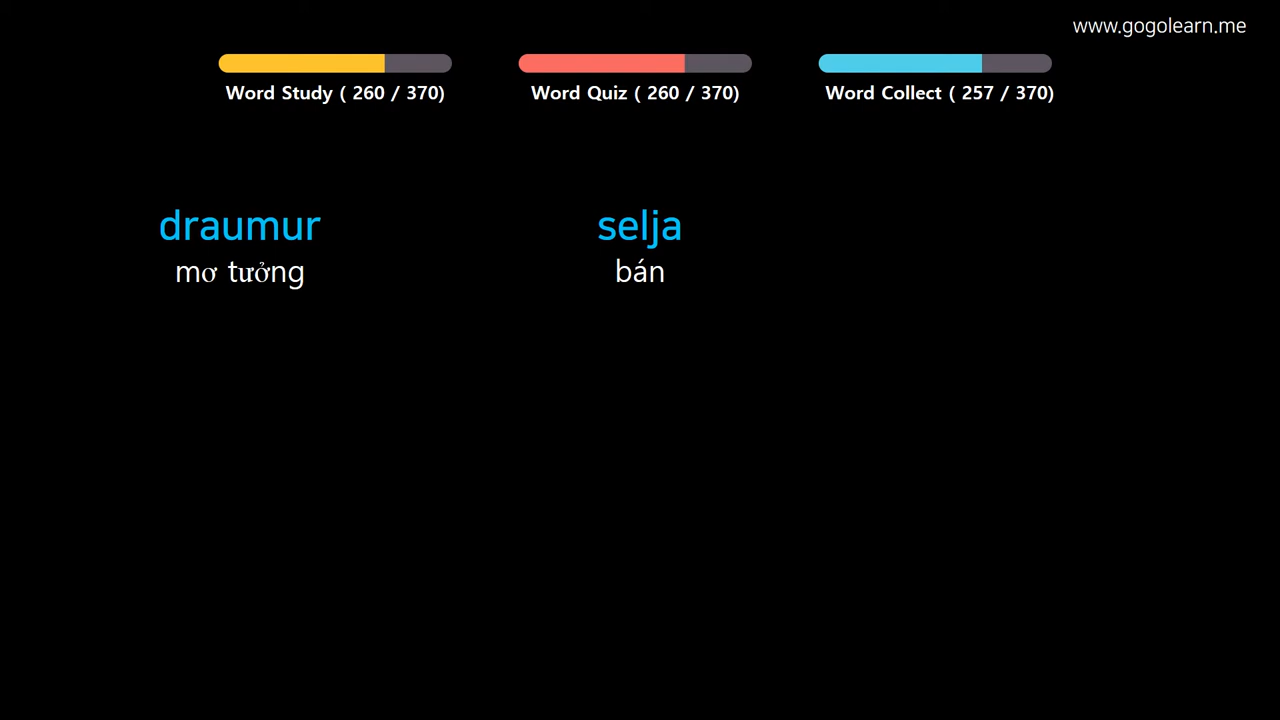 www.gogolearn.me
Word Study ( 260 / 370)
Word Quiz ( 260 / 370)
Word Collect ( 257 / 370)
draumur
mơ tưởng
selja
bán